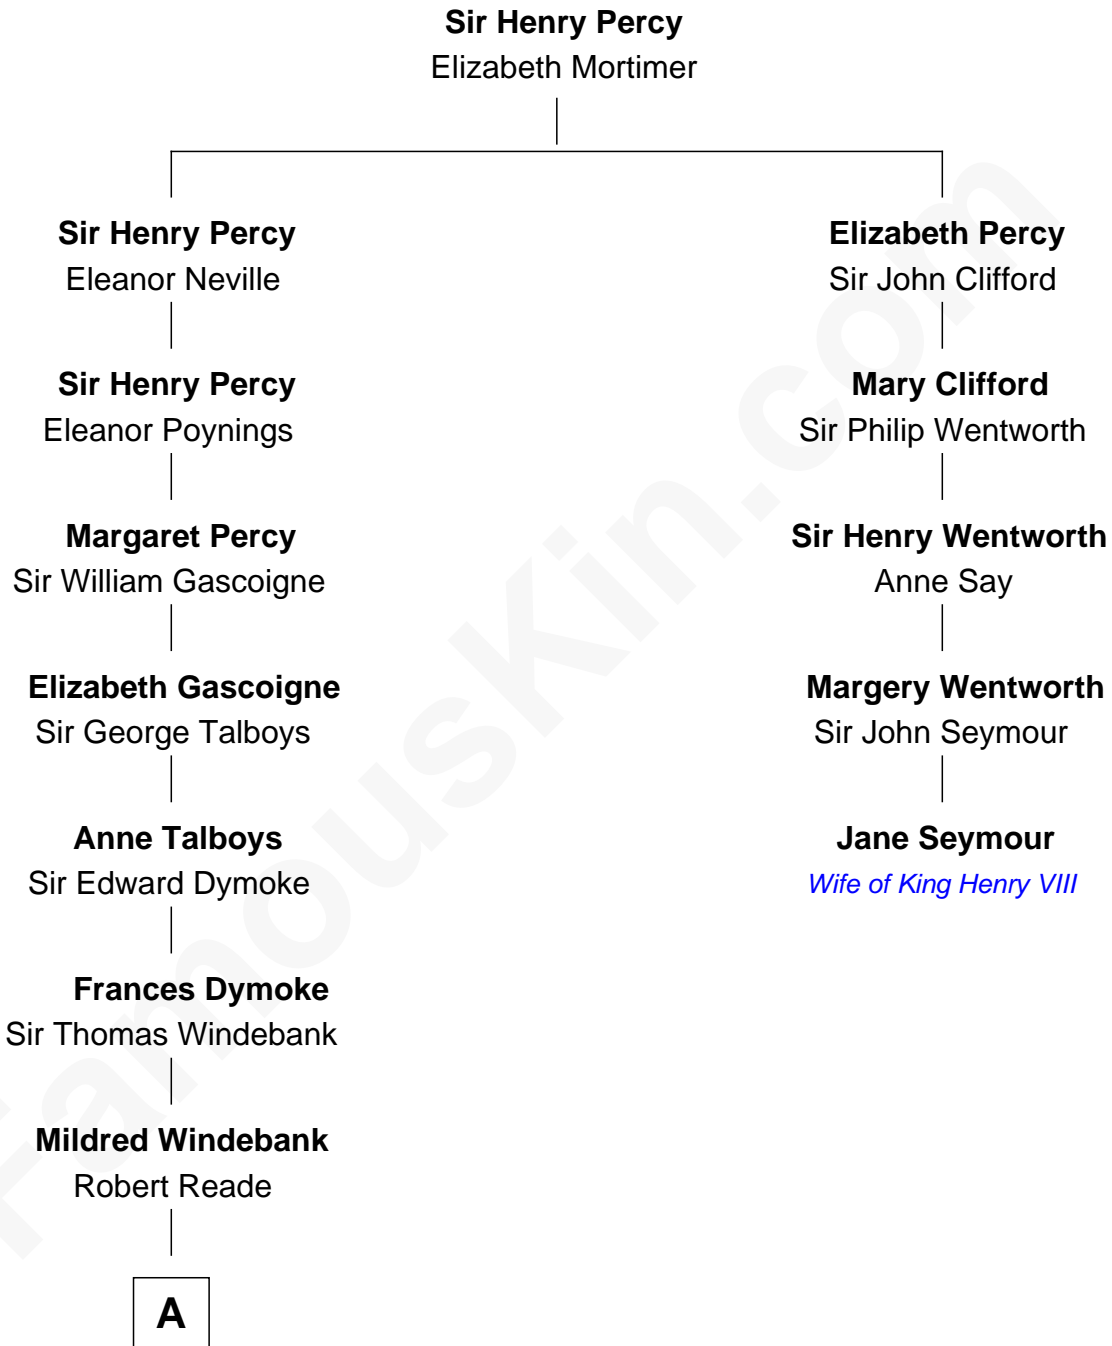 Sir Henry Percy
Elizabeth Mortimer
Sir Henry Percy
Eleanor Neville
Sir Henry Percy
Eleanor Poynings
Margaret Percy
Sir William Gascoigne
Elizabeth Gascoigne
Sir George Talboys
Anne Talboys
Sir Edward Dymoke
Frances Dymoke
Sir Thomas Windebank
Mildred Windebank
Robert Reade
A
Elizabeth Percy
Sir John Clifford
Mary Clifford
Sir Philip Wentworth
Sir Henry Wentworth
Anne Say
Margery Wentworth
Sir John Seymour
Jane Seymour
Wife of King Henry VIII
FamousKin.com